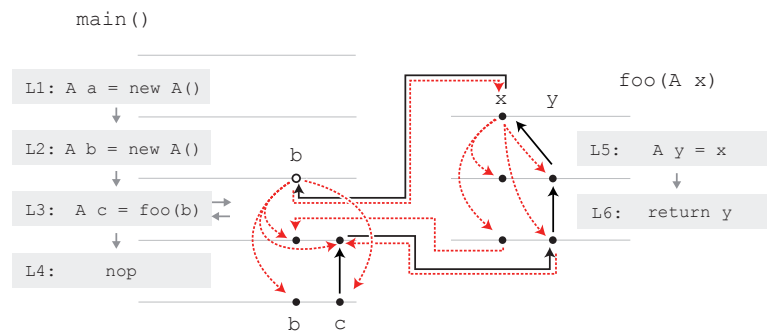 main()
L1: A a = new A()
L2: A b = new A()
L3: A c = foo(b)
L4: nop
b
b c
x y
foo(A x)
L5: A y = x
L6: return y